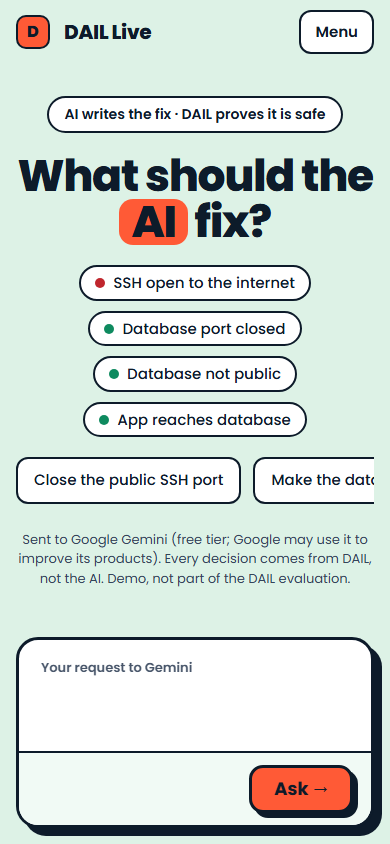 D DAIL Live Menu
AI writes the fix · DAIL proves it is safe
What should the
AI fix?
SSH open to the internet
Database port closed
Database not public
App reaches database
Close the public SSH port
Make the data
Sent to Google Gemini (free tier; Google may use it to
improve its products). Every decision comes from DAIL,
not the AI. Demo, not part of the DAIL evaluation.
Your request to Gemini
Ask →